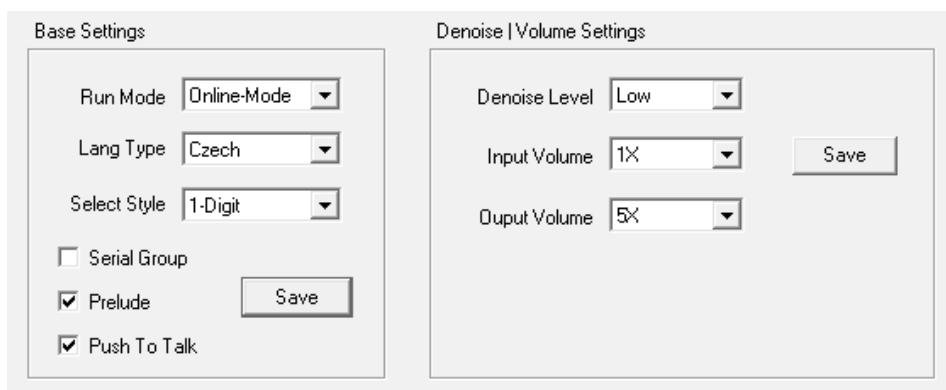 Base Settings
Run Mode Online-Mode
Lang Type Czech
Select Style 1-Digit
Serial Group
Prelude Save
Push To Talk
Denoise | Volume Settings
Denoise Level Low
Input Volume 1X Save
Ouput Volume 5X